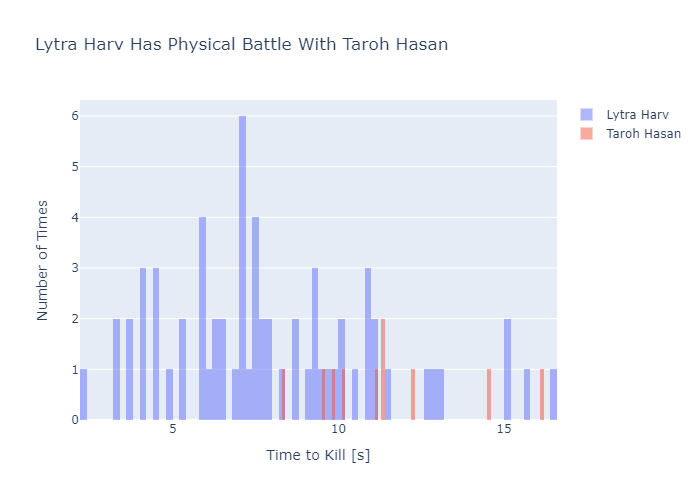 Lytra Harv Has Physical Battle With Taroh Hasan
Lytra Harv
Taroh Hasan
Number of Times
6
5
4
3
2
1
0
5
10
15
Time to Kill [s]